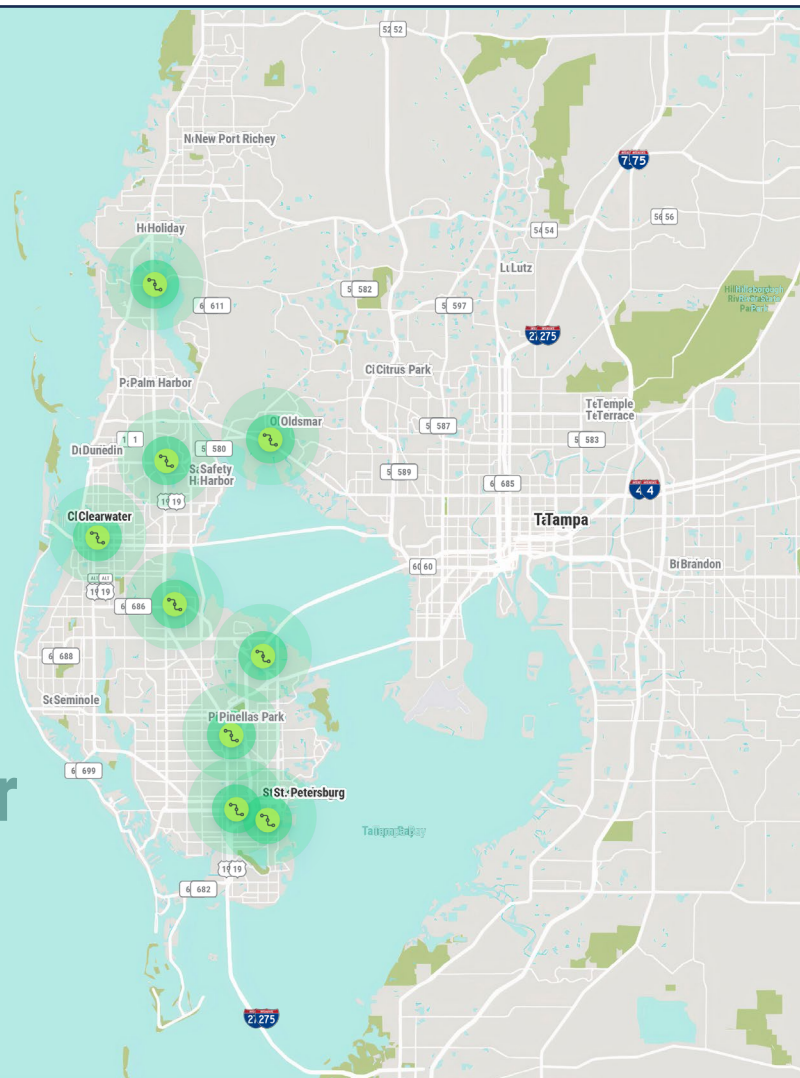 52
New Port Richey
75
56
Holiday
54
Lutz
611
582
597
275
Citrus Park
Palm Harbor
Temple
Terrace
Oldsmar
587
1
583
Dunedin
580
Safety
Harbor
589
685
4
19
Clearwater
Tampa
60
Brandon
ALT
19
686
688
Seminole
Pinellas Park
699
r
St. Petersburg
Tampa Bay
19
682
275